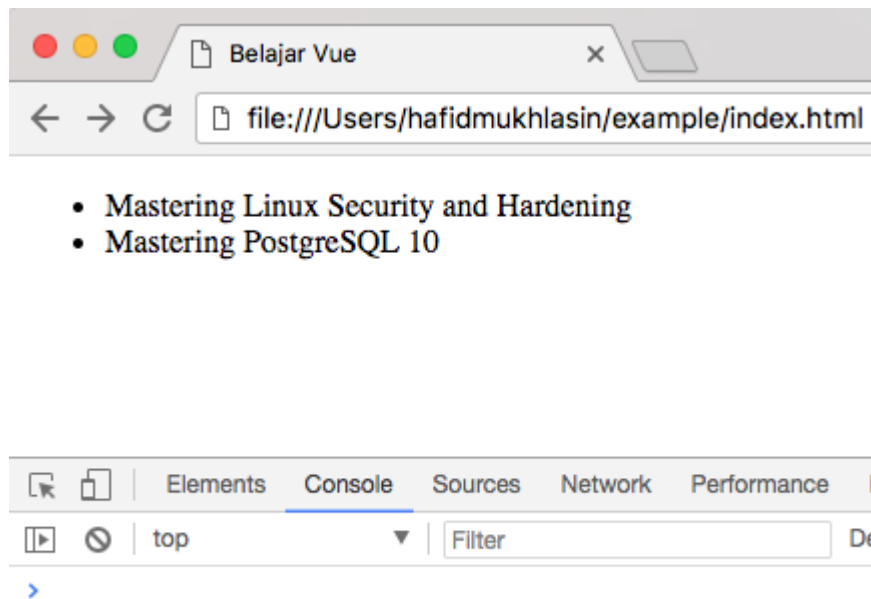 Belajar Vue
file:///Users/hafidmukhlasin/example/index.html
• Mastering Linux Security and Hardening
• Mastering PostgreSQL 10
Elements Console Sources Network Performance
top Filter De